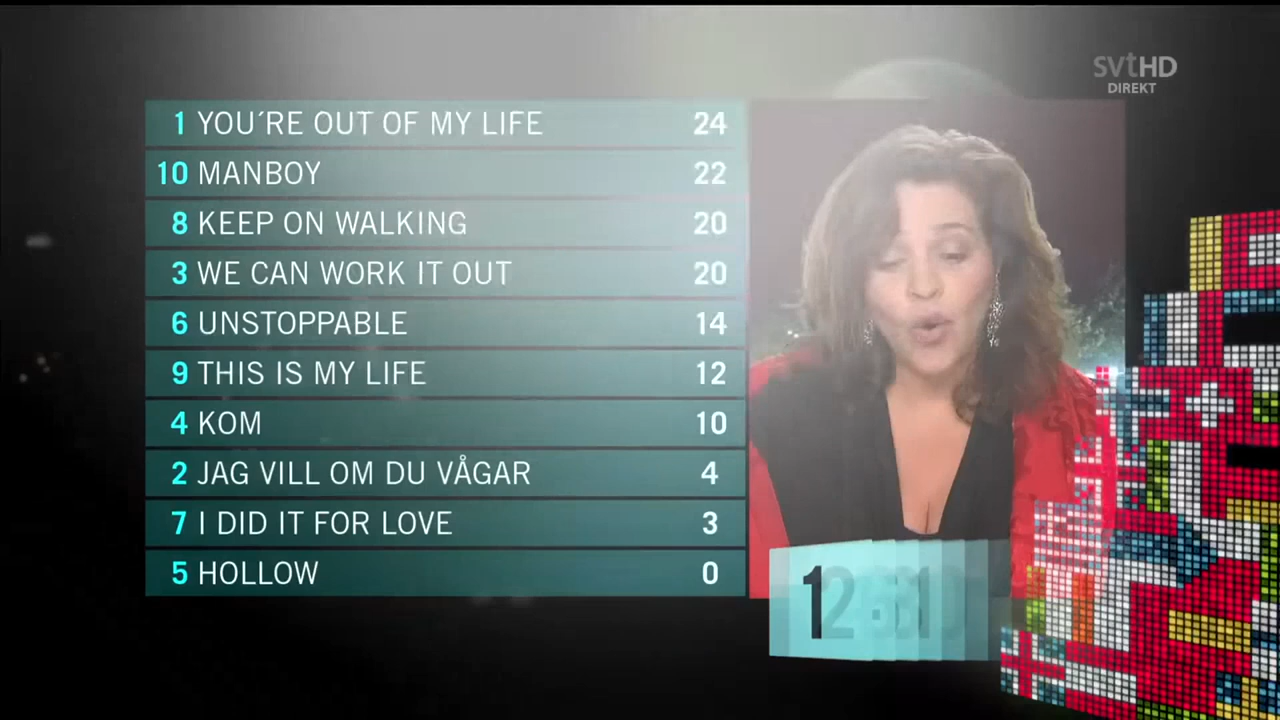 SVtHD
DIREKT
1 YOU´RE OUT OF MY LIFE 24
10 MANBOY 22
8 KEEP ON WALKING 20
3 WE CAN WORK IT OUT 20
6 UNSTOPPABLE 14
9 THIS IS MY LIFE 12
4 KOM 10
2 JAG VILL OM DU VÅGAR 4
7 I DID IT FOR LOVE 3
5 HOLLOW 0
1